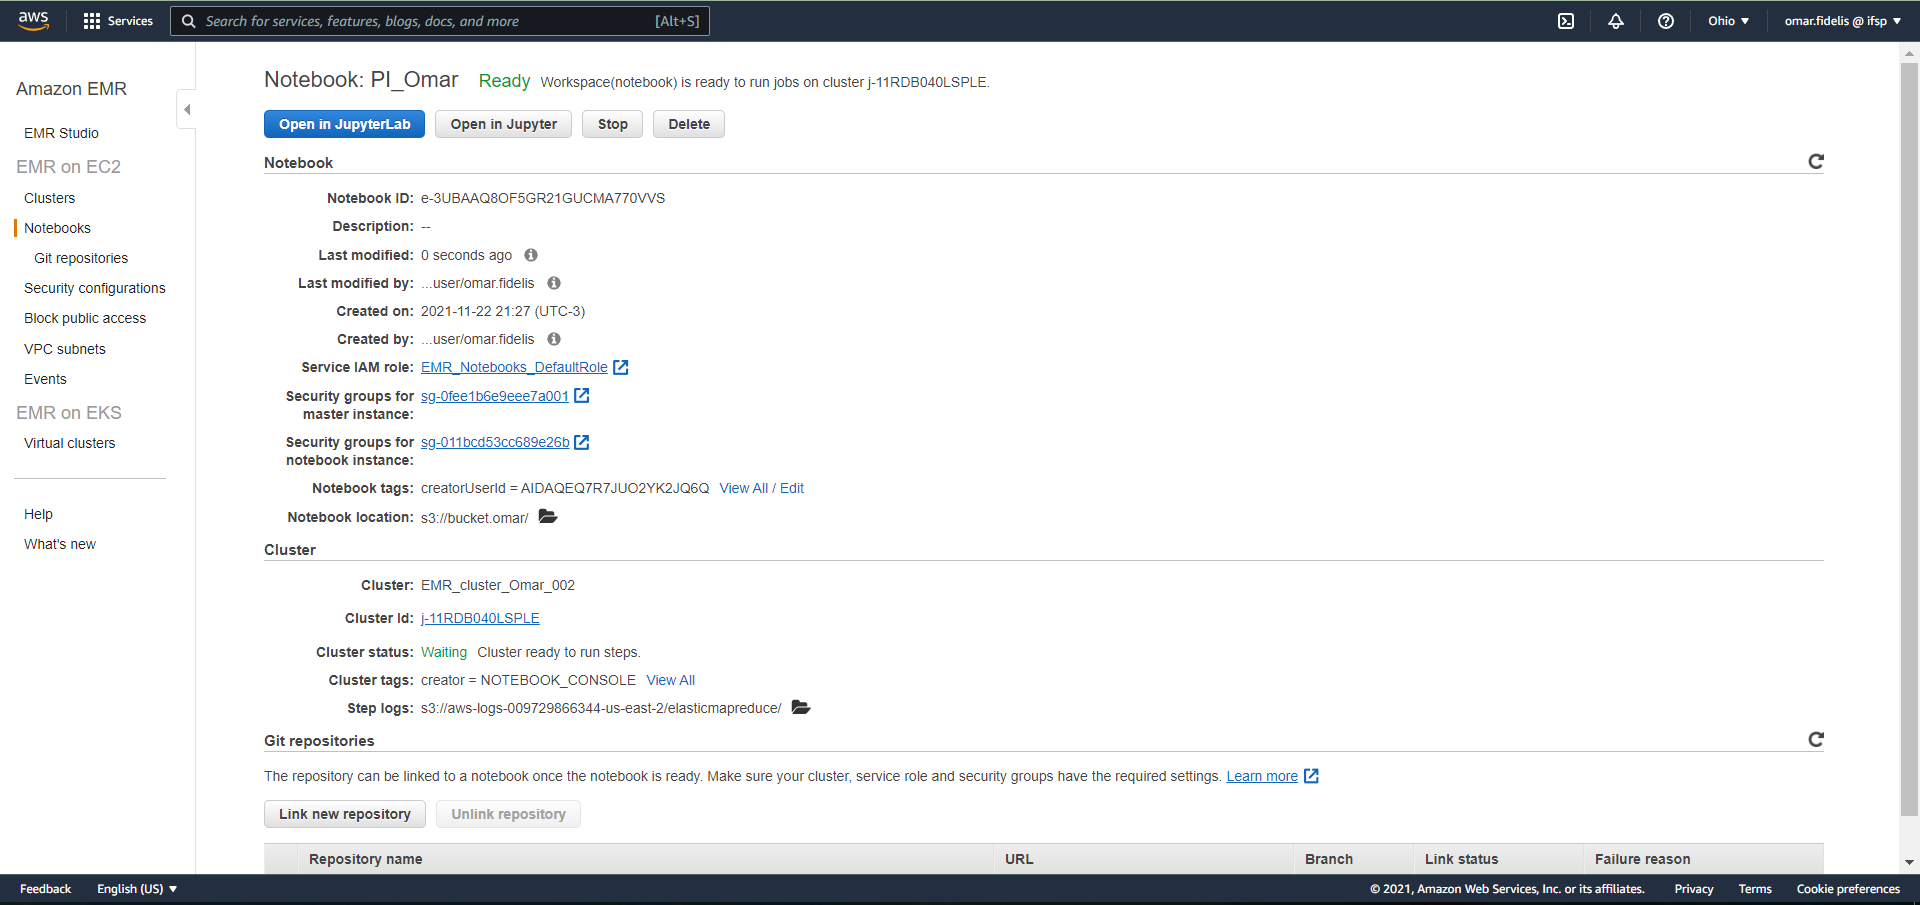 aws Services Search for services, features, blogs, docs, and more [Alt+S] Ohio omar.fidelis @ ifsp
Amazon EMR
EMR Studio
EMR on EC2
Clusters
Notebooks
Git repositories
Security configurations
Block public access
VPC subnets
Events
EMR on EKS
Virtual clusters
Help
What's new
Notebook: PI_Omar Ready Workspace(notebook) is ready to run jobs on cluster j-11RDB040LSPLE.
Open in JupyterLab Open in Jupyter Stop Delete
Notebook
Notebook ID: e-3UBAAQ8OF5GR21GUCMA770VVS
Description: --
Last modified: 0 seconds ago
Last modified by: ...user/omar.fidelis
Created on: 2021-11-22 21:27 (UTC-3)
Created by: ...user/omar.fidelis
Service IAM role: EMR_Notebooks_DefaultRole
Security groups for sg-0fee1b6e9eee7a001
master instance:
Security groups for sg-011bcd53cc689e26b
notebook instance:
Notebook tags: creatorUserId = AIDAQEQ7R7JUO2YK2JQ6Q View All / Edit
Notebook location: s3://bucket.omar/
Cluster
Cluster: EMR_cluster_Omar_002
Cluster Id: j-11RDB040LSPLE
Cluster status: Waiting Cluster ready to run steps.
Cluster tags: creator = NOTEBOOK_CONSOLE View All
Step logs: s3://aws-logs-009729866344-us-east-2/elasticmapreduce/
Git repositories
The repository can be linked to a notebook once the notebook is ready. Make sure your cluster, service role and security groups have the required settings. Learn more
Link new repository Unlink repository
Repository name URL Branch Link status Failure reason
Feedback English (US) © 2021, Amazon Web Services, Inc. or its affiliates. Privacy Terms Cookie preferences